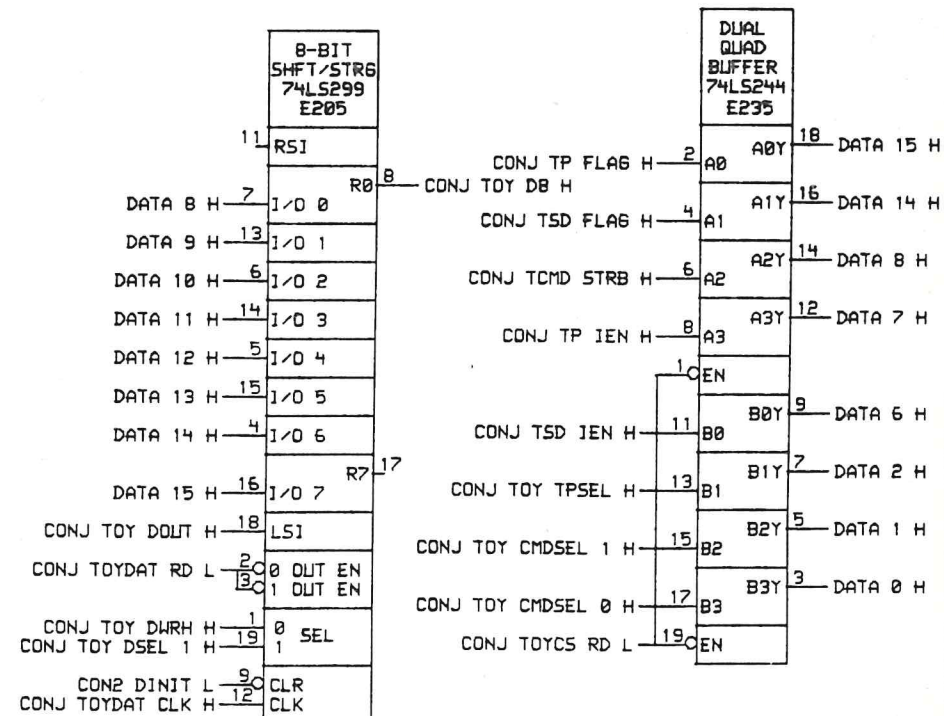 8-BIT
SHFT/STRG
74LS299
E205
11 RSI
R0 8 CONJ TOY DB H
DATA 8 H 7 I/O 0
DATA 9 H 13 I/O 1
DATA 10 H 6 I/O 2
DATA 11 H 14 I/O 3
DATA 12 H 5 I/O 4
DATA 13 H 15 I/O 5
DATA 14 H 4 I/O 6
R7 17
DATA 15 H 16 I/O 7
CONJ TOY DOUT H 18 LSI
CONJ TOYDAT RD L 2 0 OUT EN
3 1 OUT EN
CONJ TOY DWRH H 1 0 SEL
CONJ TOY DSEL 1 H 19 1
CON2 DINIT L 9 CLR
CONJ TOYDAT CLK H 12 CLK
DUAL
QUAD
BUFFER
74LS244
E235
A0Y 18 DATA 15 H
CONJ TP FLAG H 2 A0
A1Y 16 DATA 14 H
CONJ TSD FLAG H 4 A1
A2Y 14 DATA 8 H
CONJ TCMD STRB H 6 A2
A3Y 12 DATA 7 H
CONJ TP IEN H 8 A3
1 EN
B0Y 9 DATA 6 H
CONJ TSD IEN H 11 B0
B1Y 7 DATA 2 H
CONJ TOY TPSEL H 13 B1
B2Y 5 DATA 1 H
CONJ TOY CMDSEL 1 H 15 B2
B3Y 3 DATA 0 H
CONJ TOY CMDSEL 0 H 17 B3
CONJ TOYCS RD L 19 EN